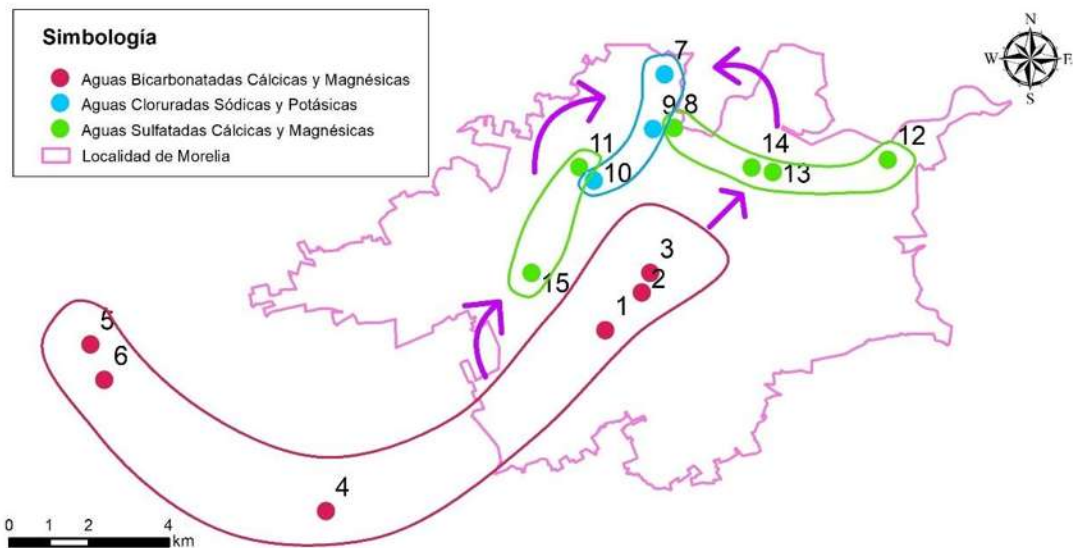 Simbología
Aguas Bicarbonatadas Cálcicas y Magnésicas
Aguas Cloruradas Sódicas y Potásicas
Aguas Sulfatadas Cálcicas y Magnésicas
Localidad de Morelia
N
W
E
S
7
9
8
11
10
14
13
12
15
3
2
1
5
6
4
0 1 2 4
km